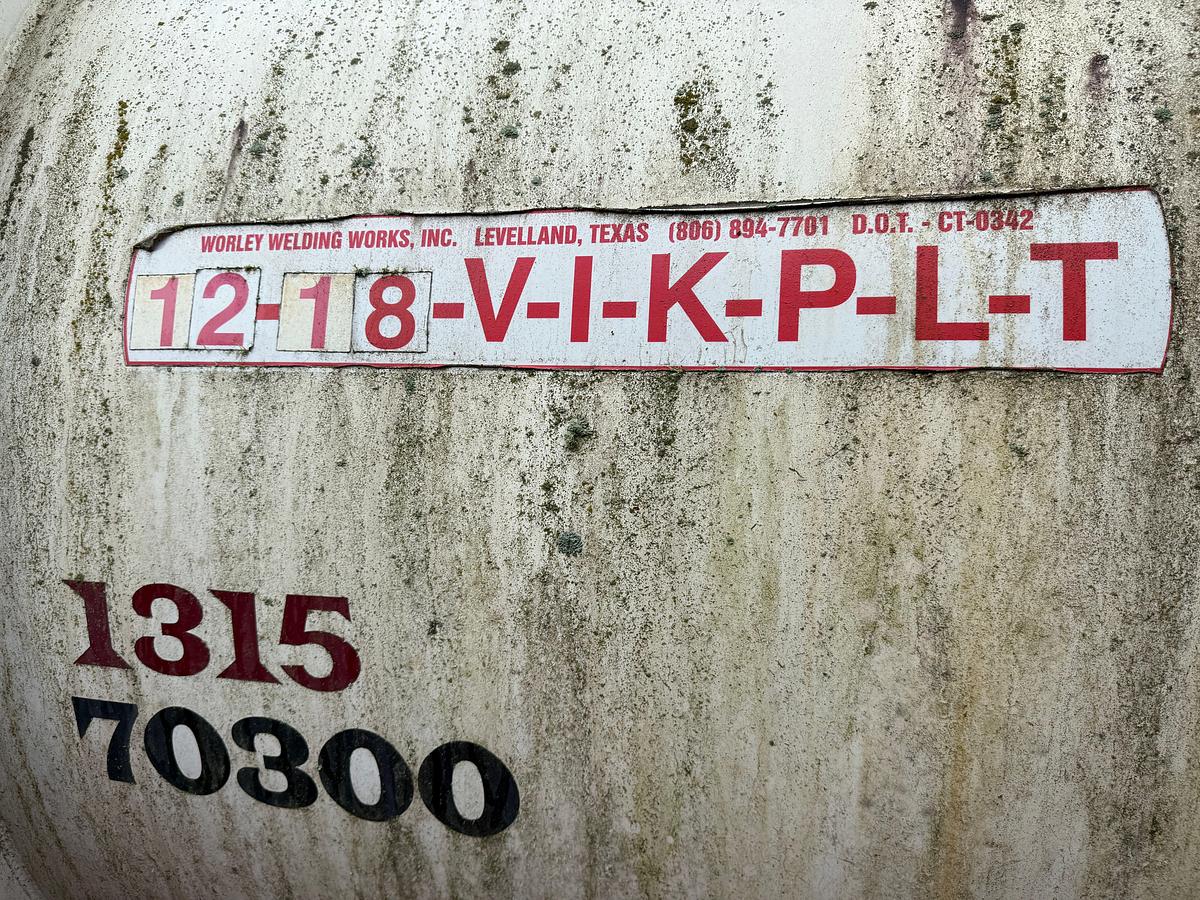 WORLEY WELDING WORKS, INC. LEVELLAND, TEXAS (806) 894-7701 D.O.T. - CT-0342
12-18-V-I-K-P-L-T
1315
70300